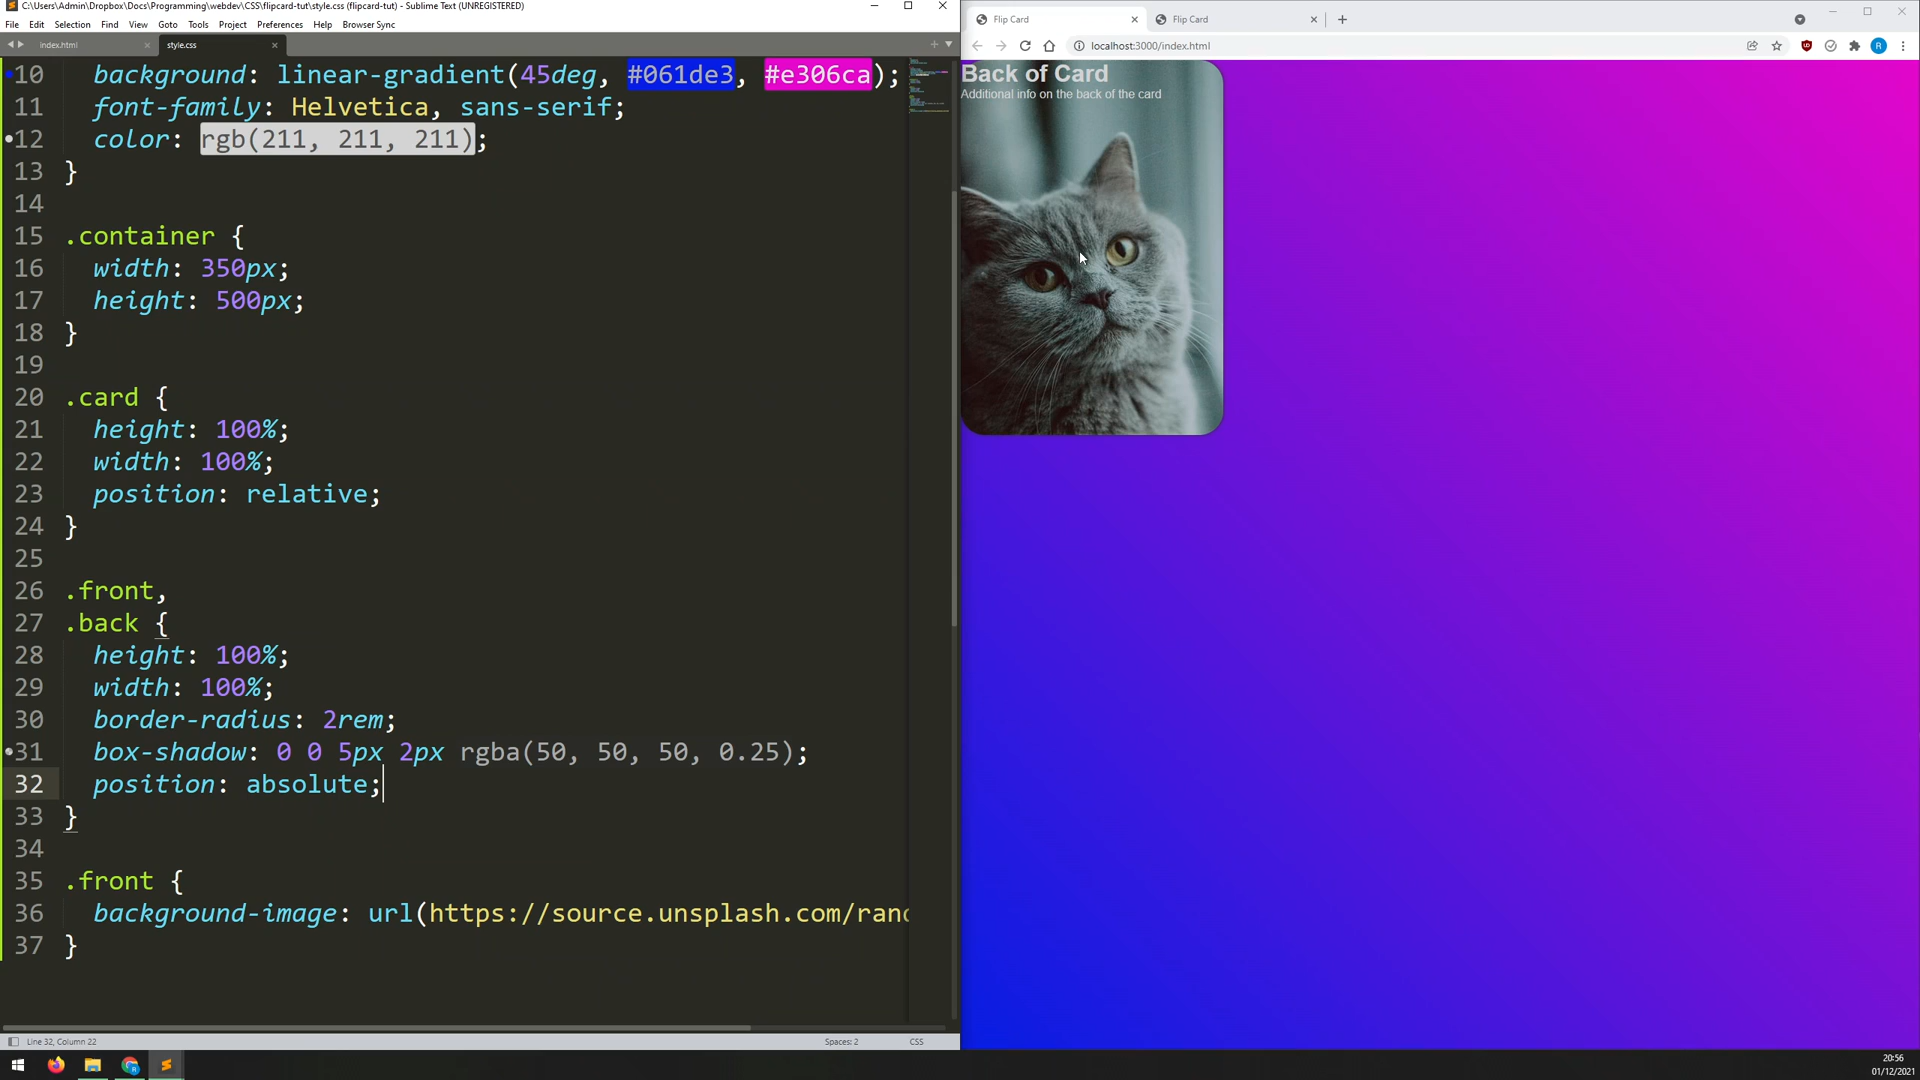 C:\Users\Admin\Dropbox\Docs\Programming\webdev\CSS\flipcard-tut\style.css (flipcard-tut) - Sublime Text (UNREGISTERED)
File Edit Selection Find View Goto Tools Project Preferences Help Browser Sync
index.html style.css
10 background: linear-gradient(45deg, #061de3, #e306ca);
11 font-family: Helvetica, sans-serif;
12 color: rgb(211, 211, 211);
13 }
14
15 .container {
16 width: 350px;
17 height: 500px;
18 }
19
20 .card {
21 height: 100%;
22 width: 100%;
23 position: relative;
24 }
25
26 .front,
27 .back {
28 height: 100%;
29 width: 100%;
30 border-radius: 2rem;
31 box-shadow: 0 0 5px 2px rgba(50, 50, 50, 0.25);
32 position: absolute;
33 }
34
35 .front {
36 background-image: url(https://source.unsplash.com/ran
37 }
Line 32, Column 22 Spaces: 2 CSS
Flip Card Flip Card
localhost:3000/index.html
R
Back of Card
Additional info on the back of the card
20:56
01/12/2021